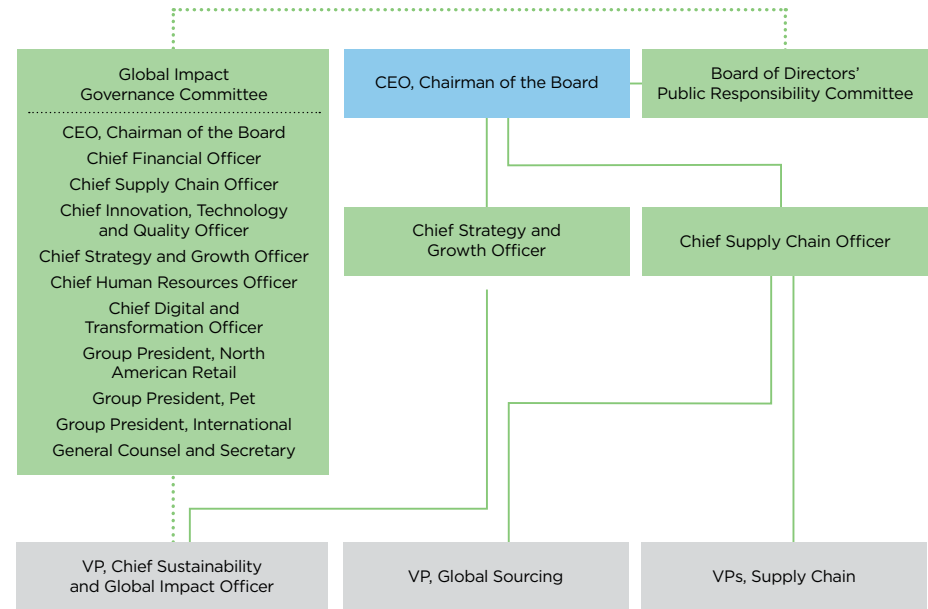 Global Impact
Governance Committee
CEO, Chairman of the Board
Chief Financial Officer
Chief Supply Chain Officer
Chief Innovation, Technology
and Quality Officer
Chief Strategy and Growth Officer
Chief Human Resources Officer
Chief Digital and
Transformation Officer
Group President, North
American Retail
Group President, Pet
Group President, International
General Counsel and Secretary
CEO, Chairman of the Board
Board of Directors’
Public Responsibility Committee
Chief Strategy and
Growth Officer
Chief Supply Chain Officer
VP, Chief Sustainability
and Global Impact Officer
VP, Global Sourcing
VPs, Supply Chain